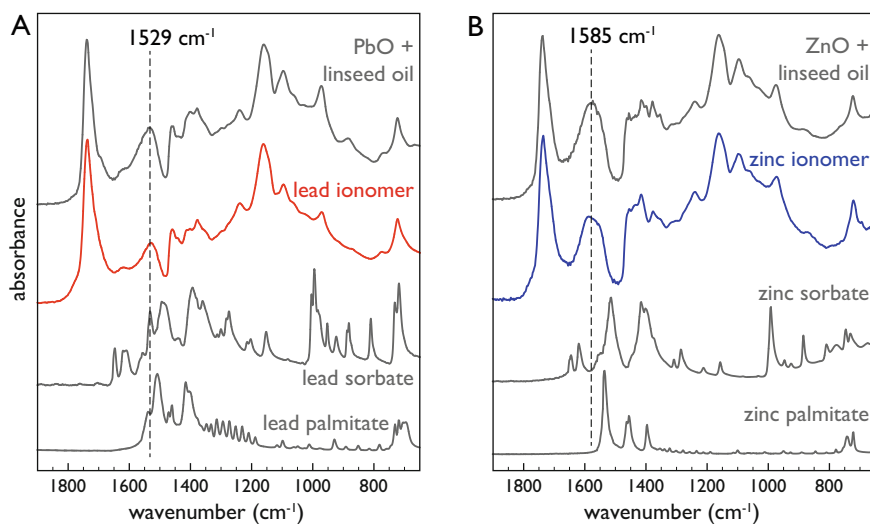 A
1529 cm⁻¹
PbO +
linseed oil
lead ionomer
lead sorbate
lead palmitate
absorbance
1800 1600 1400 1200 1000 800
wavenumber (cm⁻¹)
B
1585 cm⁻¹
ZnO +
linseed oil
zinc ionomer
zinc sorbate
zinc palmitate
1800 1600 1400 1200 1000 800
wavenumber (cm⁻¹)